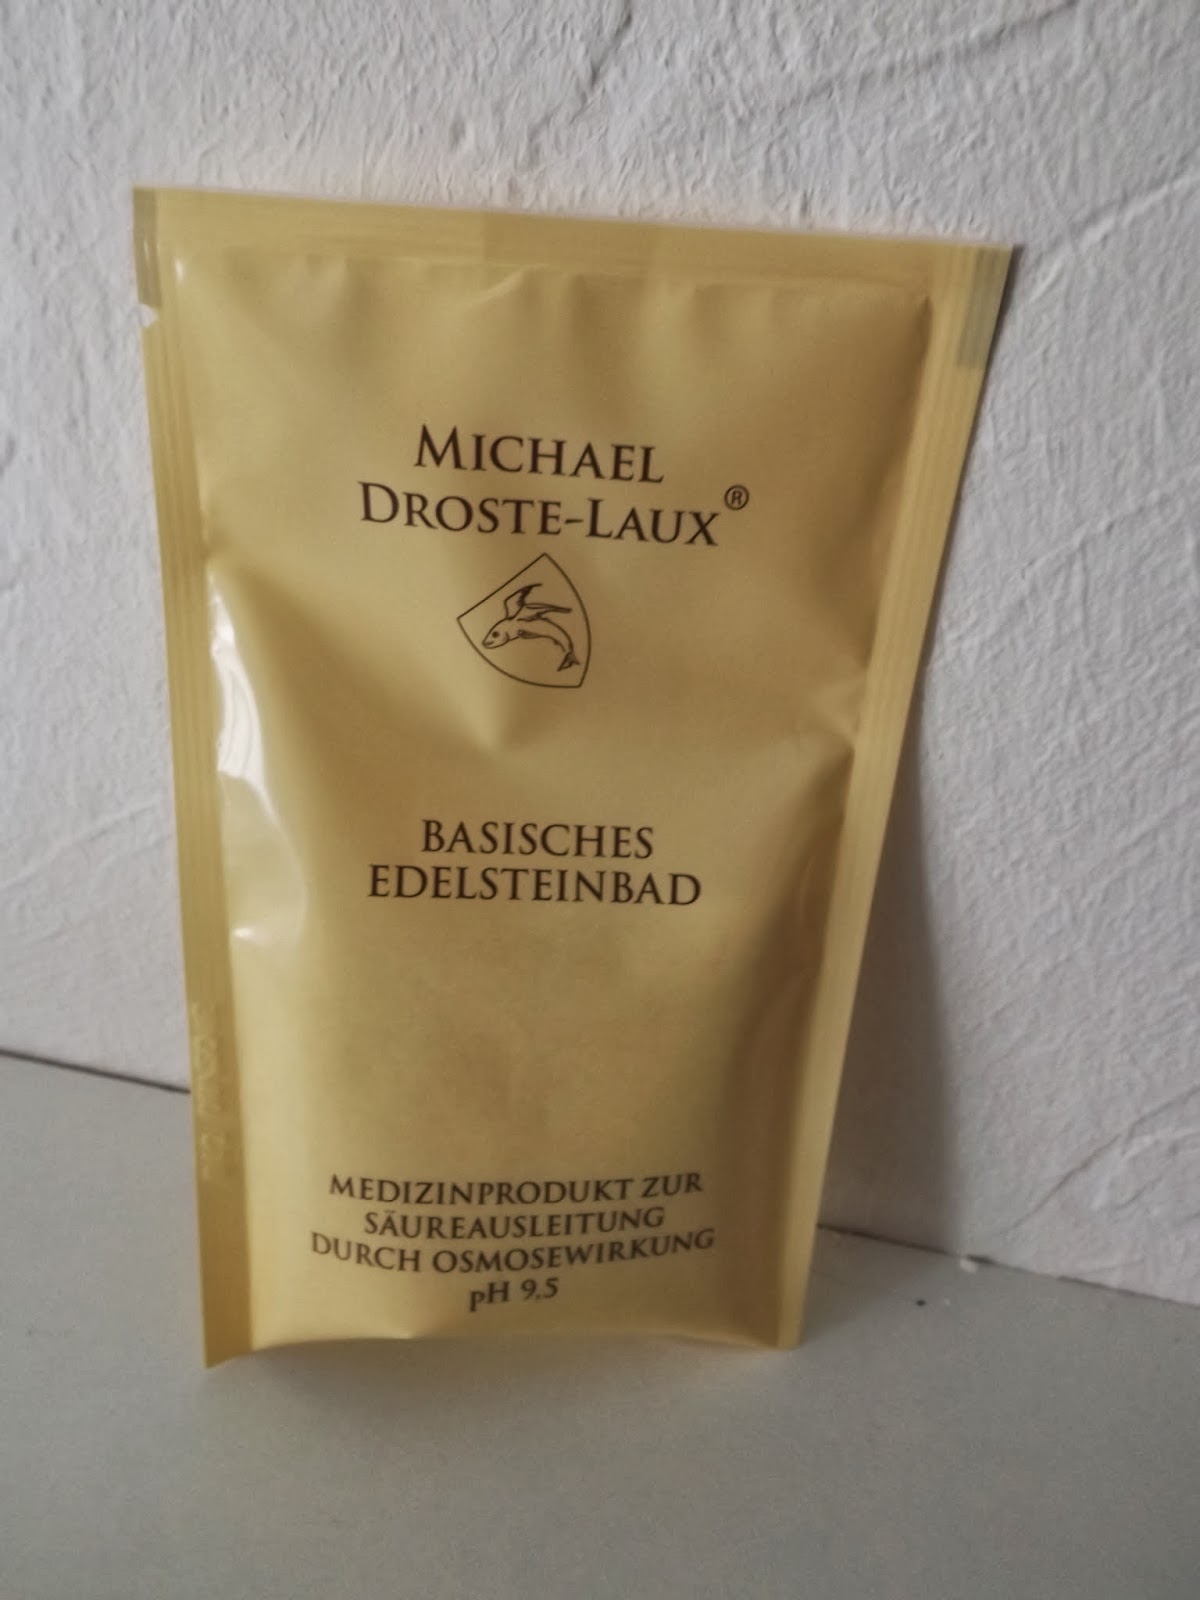 MICHAEL
DROSTE-LAUX®
BASISCHES
EDELSTEINBAD
MEDIZINPRODUKT ZUR
SÄUREAUSLEITUNG
DURCH OSMOSEWIRKUNG
pH 9,5